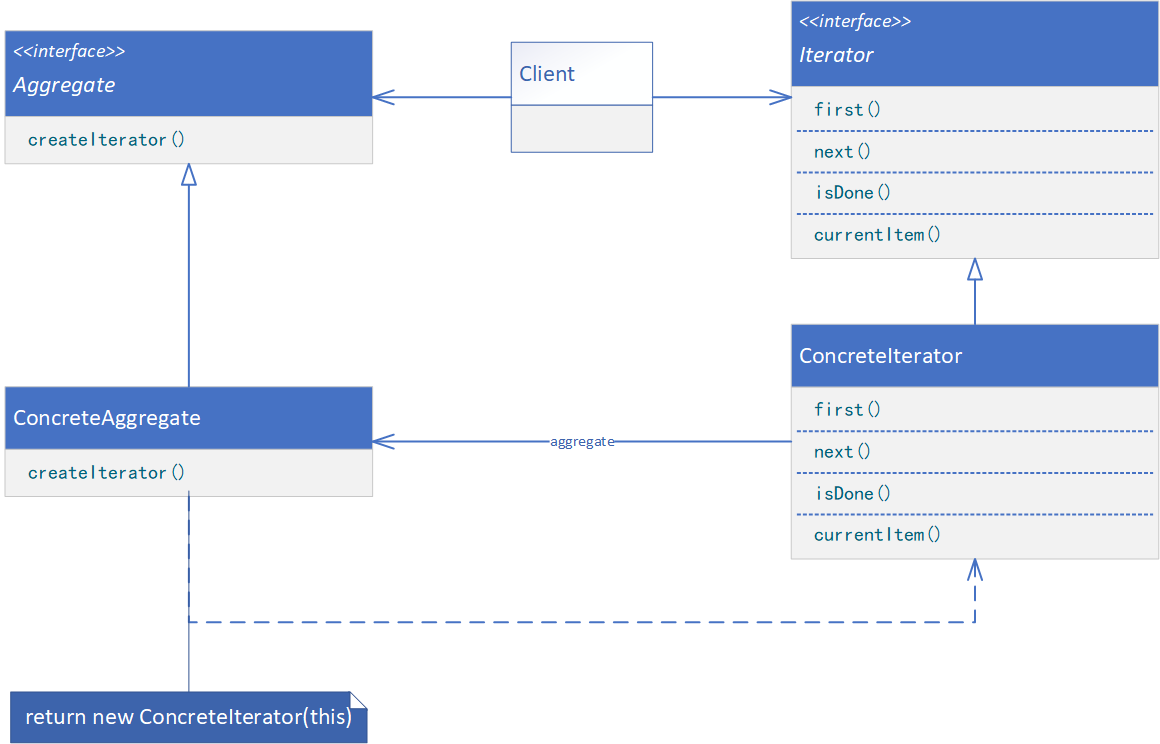 <<interface>>
Aggregate
createIterator()
Client
<<interface>>
Iterator
first()
next()
isDone()
currentItem()
ConcreteAggregate
createIterator()
aggregate
ConcreteIterator
first()
next()
isDone()
currentItem()
return new ConcreteIterator(this)